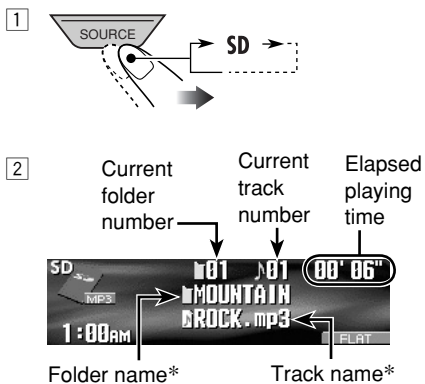 1
SOURCE
SD
2
Current folder number
Current track number
Elapsed playing time
SD
01 01 00' 06"
MP3
MOUNTAIN
ROCK.mp3
1:00AM
FLAT
Folder name*
Track name*